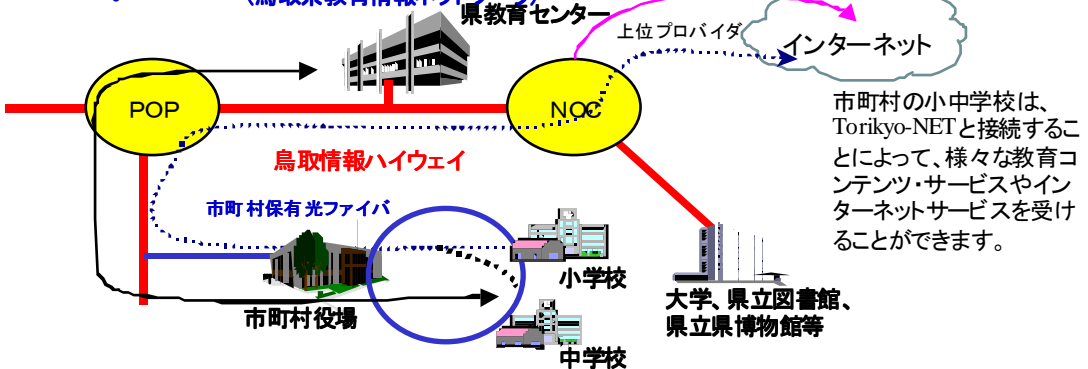 県教育センター
上位プロバイダ
インターネット
POP
NOC
市町村の小中学校は、
Torikyo-NETと接続するこ
とによって、様々な教育コ
ンテンツ・サービスやイン
ターネットサービスを受け
ることができます。
鳥取情報ハイウェイ
市町村保有光ファイバ
小学校
大学、県立図書館、
県立県博物館等
市町村役場
中学校